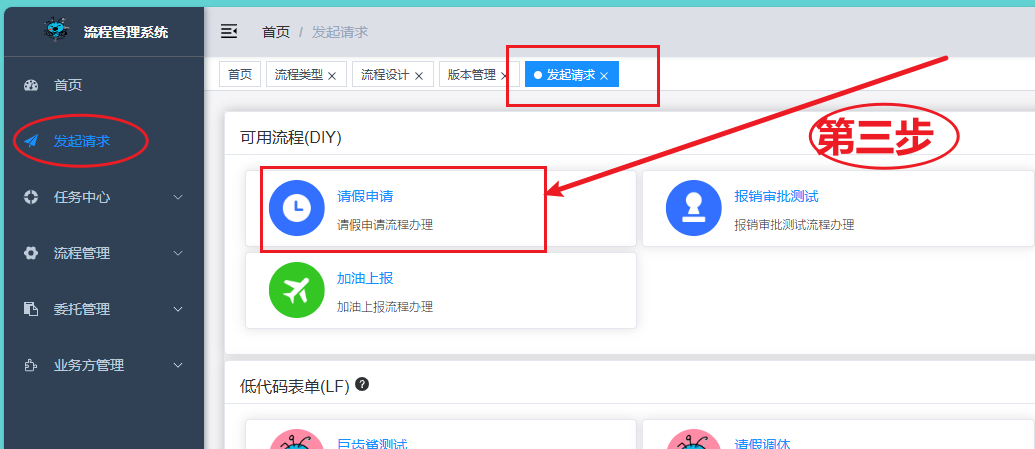 流程管理系统
首页 / 发起请求
首页
流程类型
流程设计
版本管理
发起请求
首页
发起请求
任务中心
流程管理
委托管理
业务方管理
第三步
可用流程(DIY)
请假申请
请假申请流程办理
报销审批测试
报销审批测试流程办理
加油上报
加油上报流程办理
低代码表单(LF)
请假调休